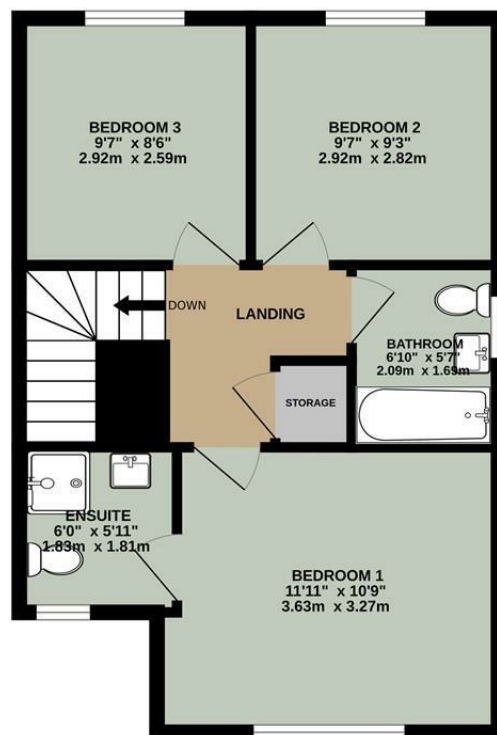 BEDROOM 3
9'7" x 8'6"
2.92m x 2.59m
BEDROOM 2
9'7" x 9'3"
2.92m x 2.82m
DOWN
LANDING
BATHROOM
6'10" x 5'7"
2.09m x 1.69m
STORAGE
ENSUITE
6'0" x 5'11"
1.83m x 1.81m
BEDROOM 1
11'11" x 10'9"
3.63m x 3.27m